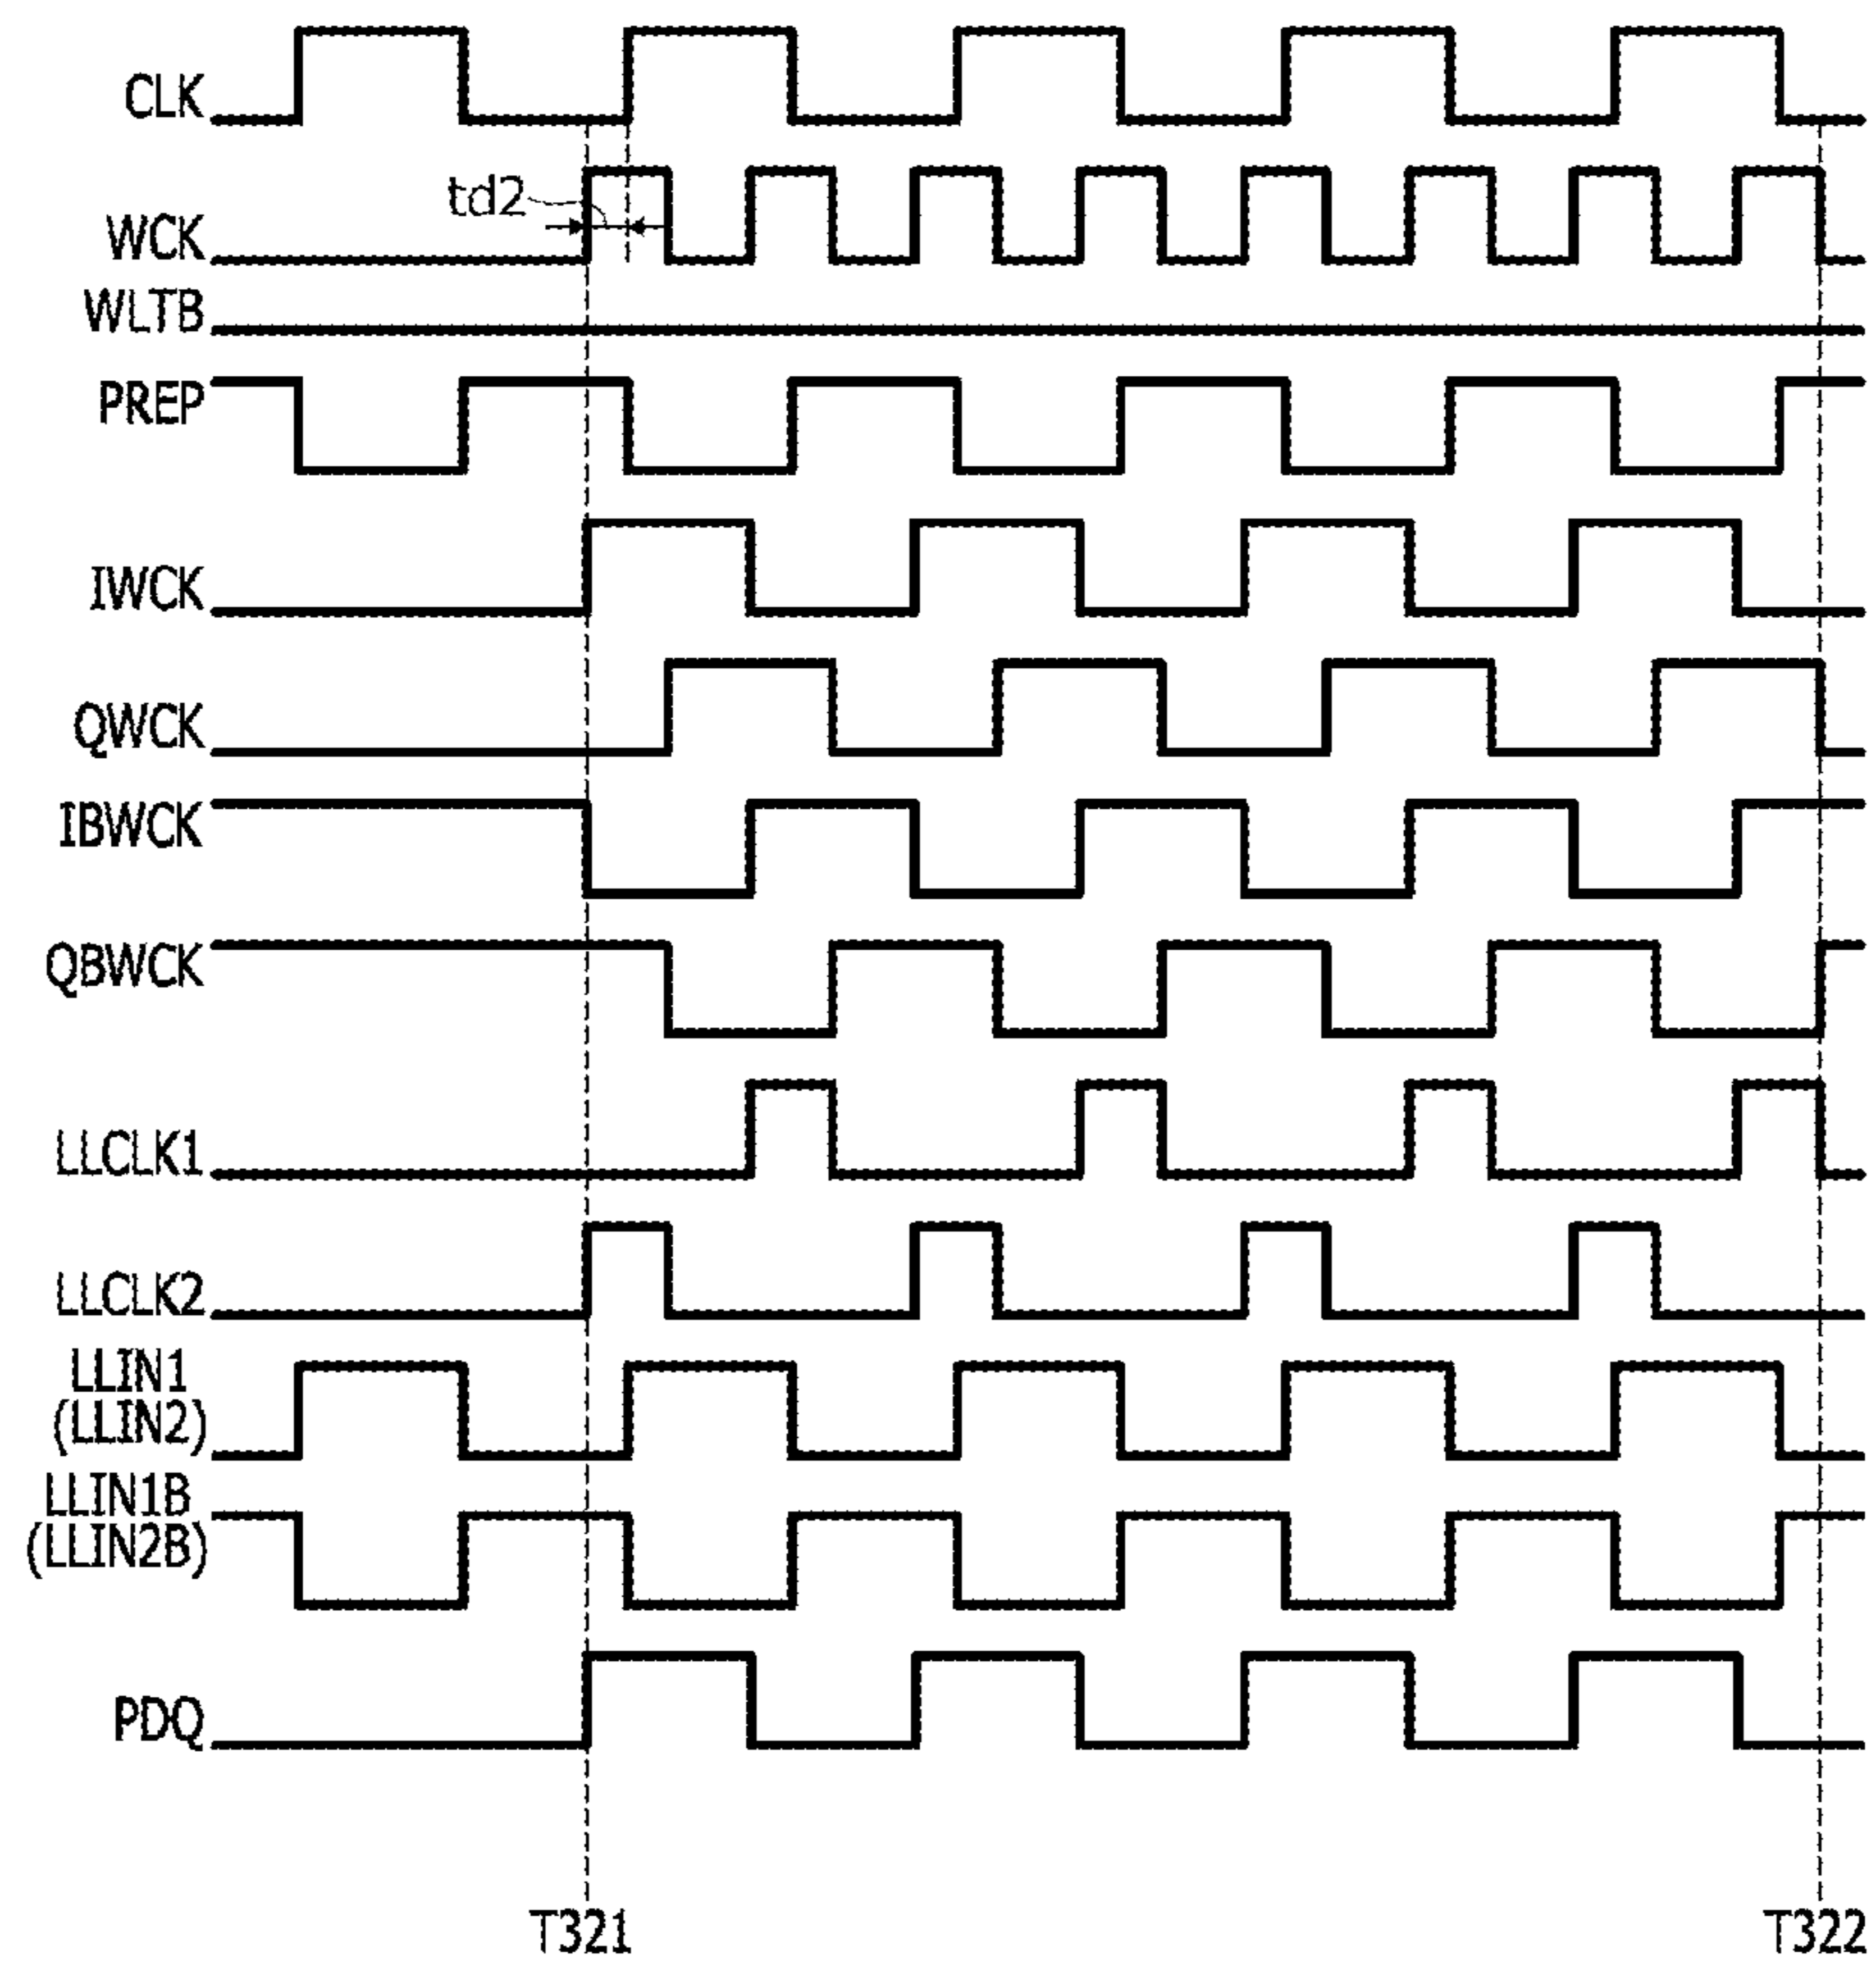 CLK
WCK
td2
WLTB
PREP
IWCK
QWCK
IBWCK
QBWCK
LLCLK1
LLCLK2
LLIN1
(LLIN2)
LLIN1B
(LLIN2B)
PDQ
T321
T322